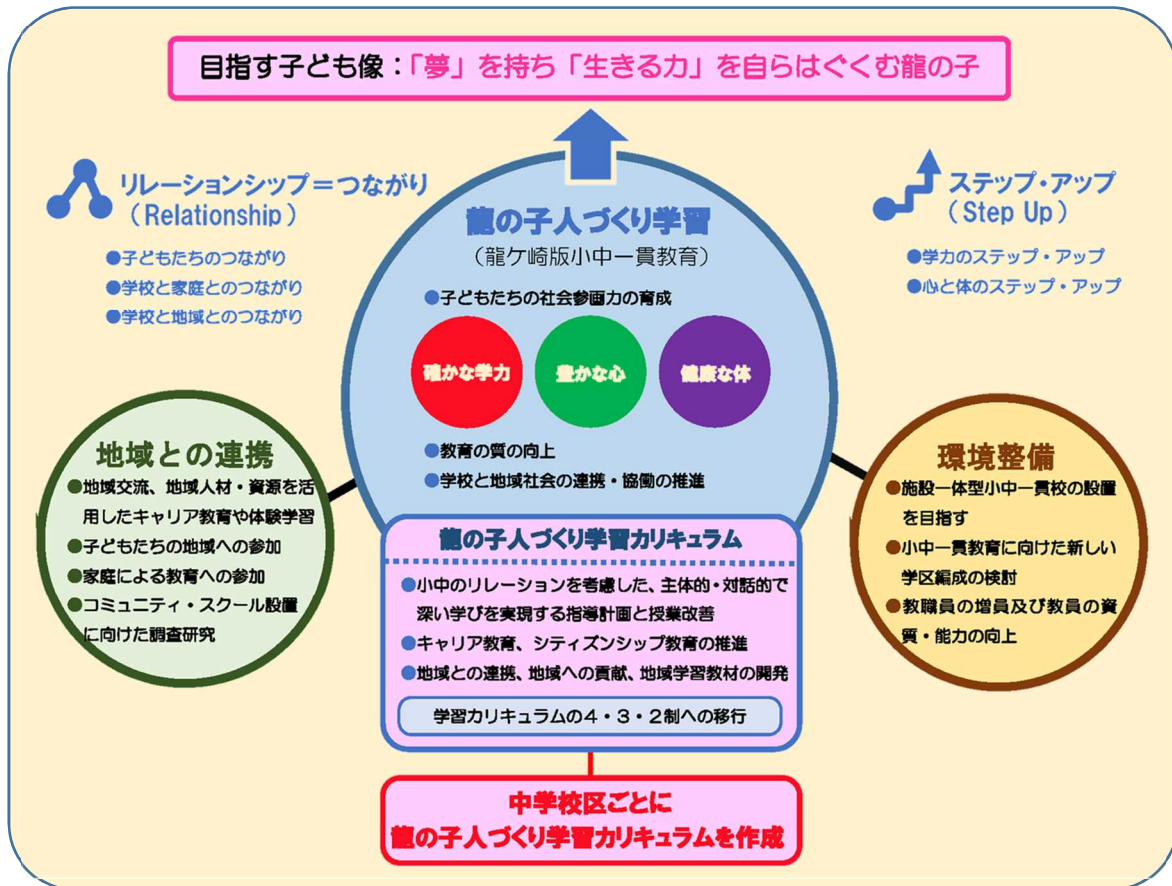 目指す子ども像：「夢」を持ち「生きる力」を自らはぐくむ龍の子
リレーションシップ＝つながり
（Relationship）
●子どもたちのつながり
●学校と家庭とのつながり
●学校と地域とのつながり
ステップ・アップ
（Step Up）
●学力のステップ・アップ
●心と体のステップ・アップ
龍の子人づくり学習
（龍ケ崎版小中一貫教育）
●子どもたちの社会参画力の育成
確かな学力
豊かな心
健康な体
●教育の質の向上
●学校と地域社会の連携・協働の推進
地域との連携
●地域交流、地域人材・資源を活
用したキャリア教育や体験学習
●子どもたちの地域への参加
●家庭による教育への参加
●コミュニティ・スクール設置
に向けた調査研究
環境整備
●施設一体型小中一貫校の設置
を目指す
●小中一貫教育に向けた新しい
学区編成の検討
●教職員の増員及び教員の資
質・能力の向上
龍の子人づくり学習カリキュラム
●小中のリレーションを考慮した、主体的・対話的で
深い学びを実現する指導計画と授業改善
●キャリア教育、シティズンシップ教育の推進
●地域との連携、地域への貢献、地域学習教材の開発
学習カリキュラムの４・３・２制への移行
中学校区ごとに
龍の子人づくり学習カリキュラムを作成